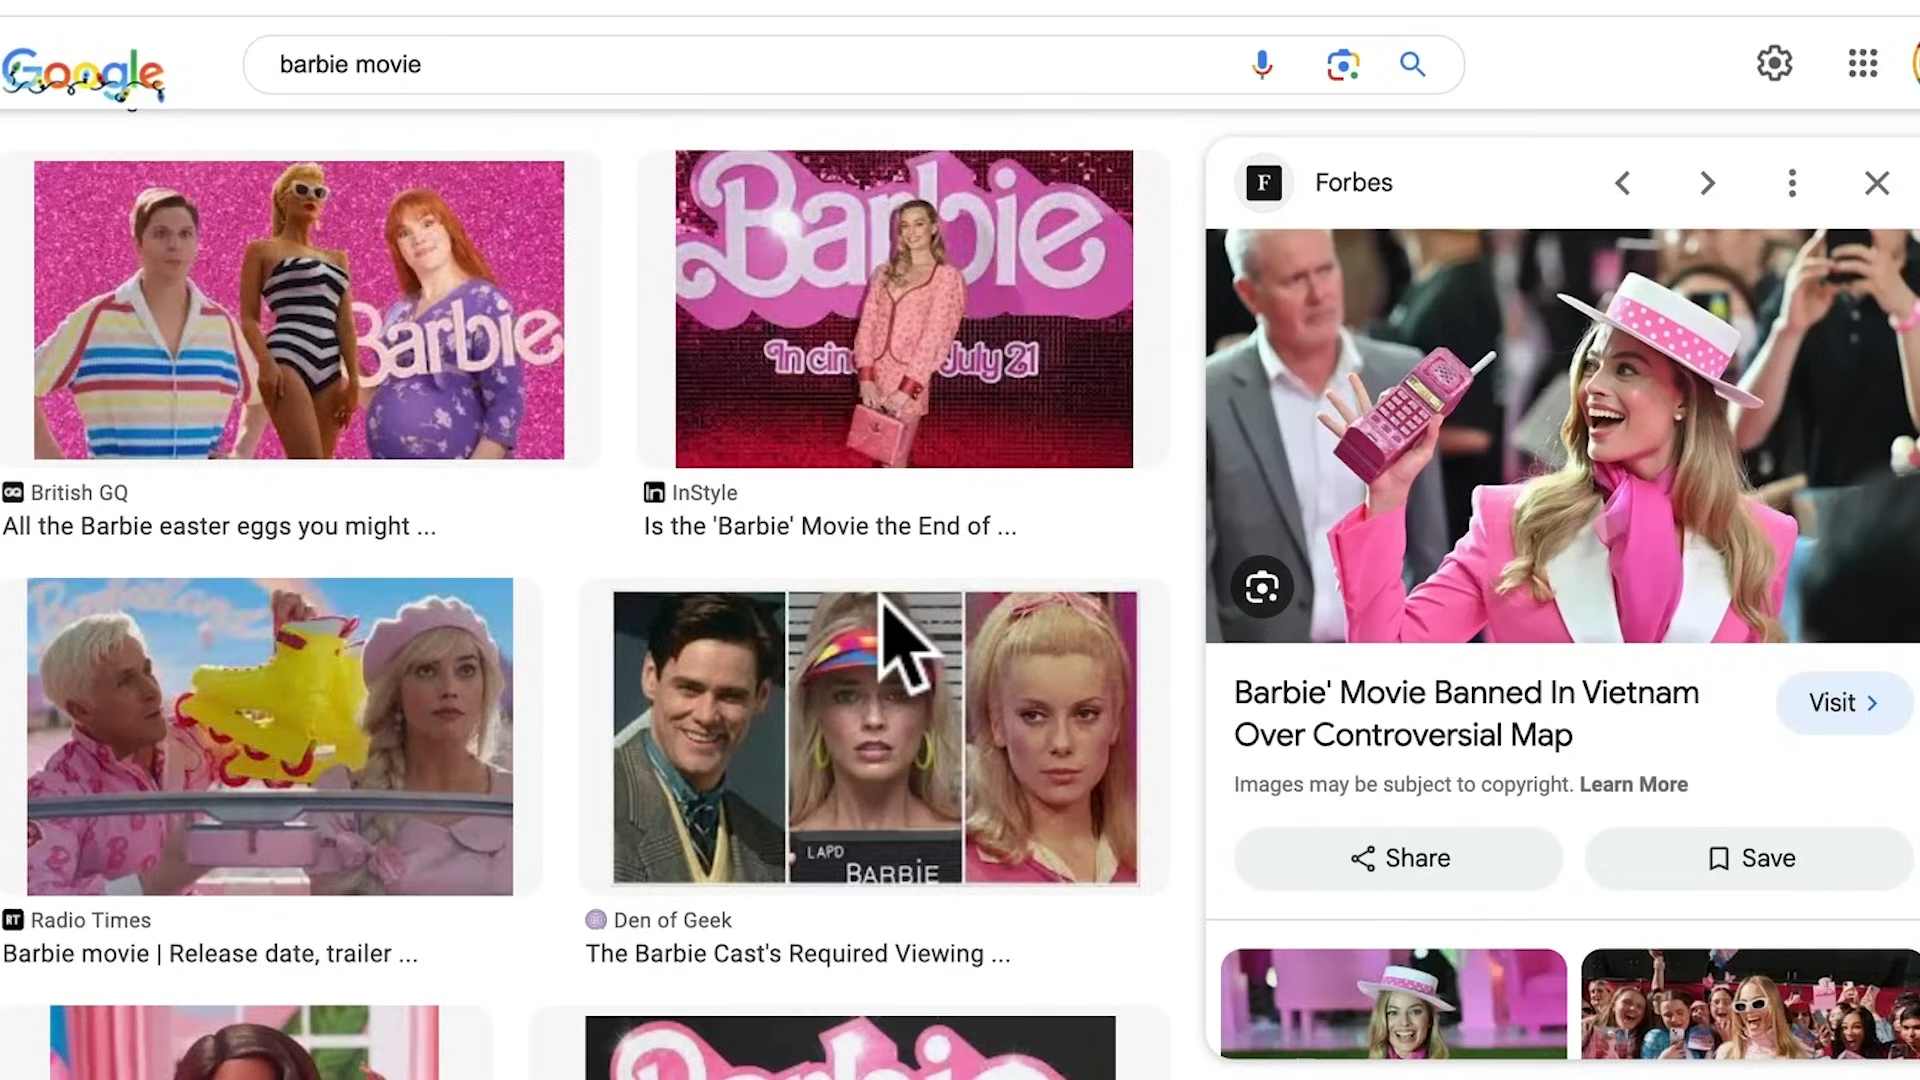 Google
barbie movie
Barbie
British GQ
All the Barbie easter eggs you might ...
Barbie
In cin July 21
InStyle
Is the 'Barbie' Movie the End of ...
F Forbes
Barbie' Movie Banned In Vietnam
Over Controversial Map
Visit
Images may be subject to copyright. Learn More
Share
Save
RT Radio Times
Barbie movie | Release date, trailer ...
LAPD
BARBIE
Den of Geek
The Barbie Cast's Required Viewing ...
Barbie